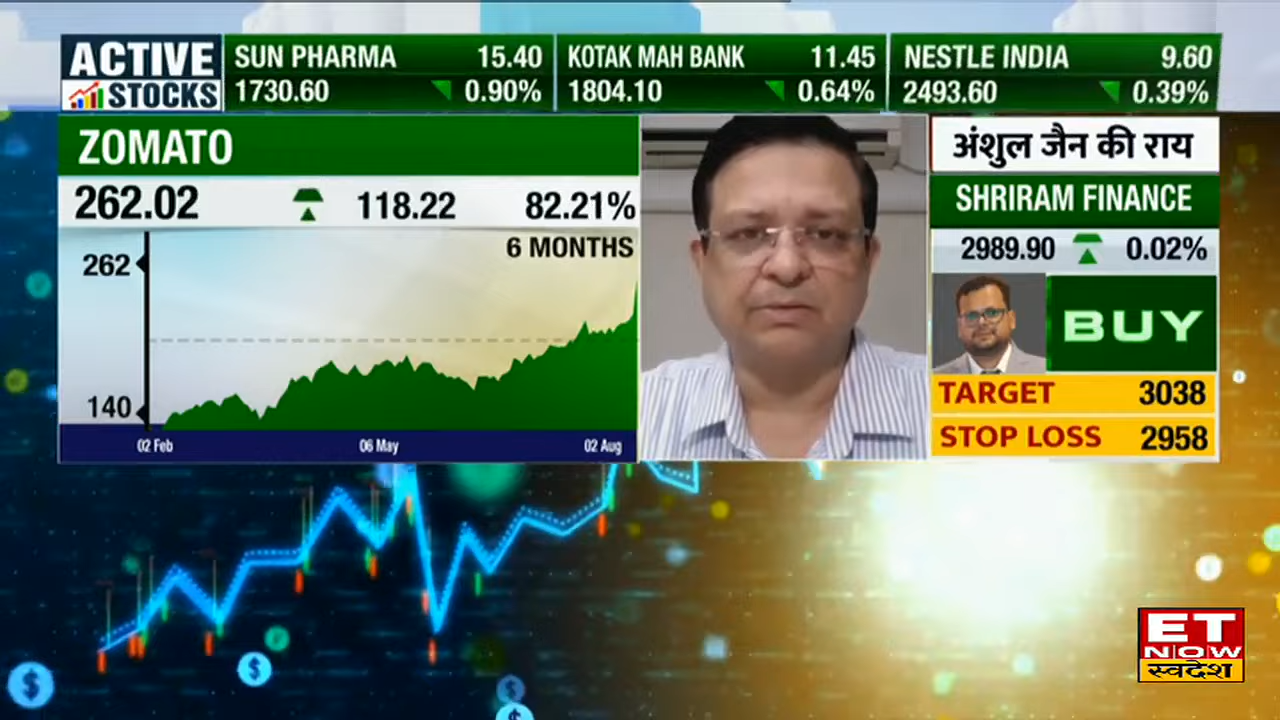 ACTIVE STOCKS
SUN PHARMA 15.40
1730.60 0.90%
KOTAK MAH BANK 11.45
1804.10 0.64%
NESTLE INDIA 9.60
2493.60 0.39%
ZOMATO
262.02 118.22 82.21%
6 MONTHS
262
140
02 Feb 06 May 02 Aug
अंशुल जैन की राय
SHRIRAM FINANCE
2989.90 0.02%
BUY
TARGET 3038
STOP LOSS 2958
ET
NOW
स्वदेश